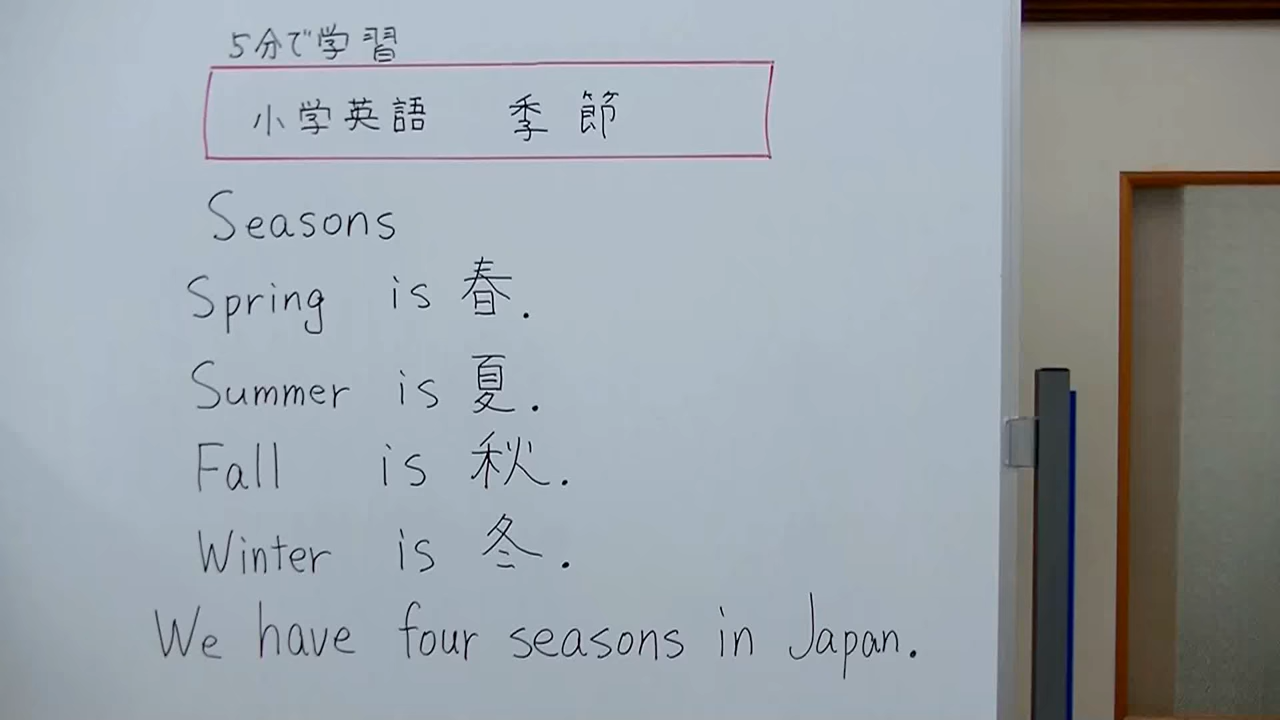 5分で学習
小学英語 季節
Seasons
Spring is 春.
Summer is 夏.
Fall is 秋.
Winter is 冬.
We have four seasons in Japan.